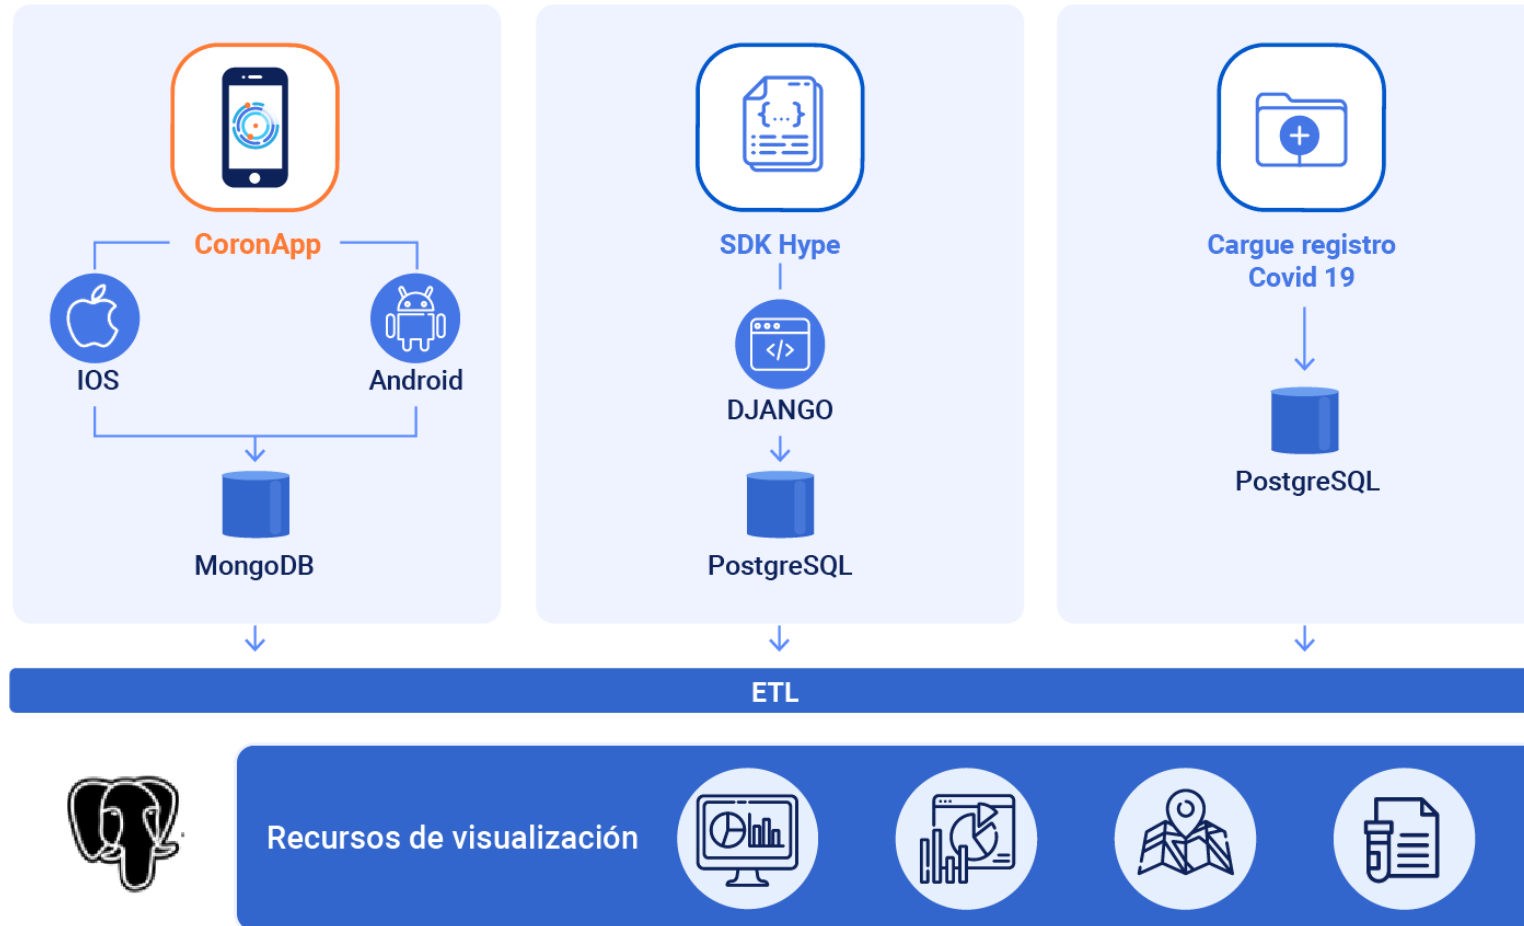 CoronApp
IOS
Android
MongoDB
SDK Hype
{...}
</>
DJANGO
PostgreSQL
Cargue registro
Covid 19
PostgreSQL
ETL
Recursos de visualización